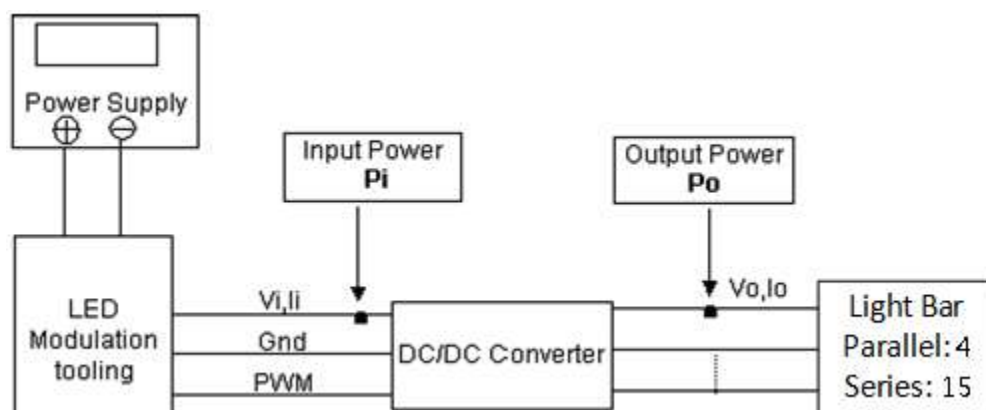 Power Supply
Input Power
Pi
Output Power
Po
LED
Modulation
tooling
Vi,Ii
Gnd
PWM
DC/DC Converter
Vo,Io
Light Bar
Parallel: 4
Series: 15